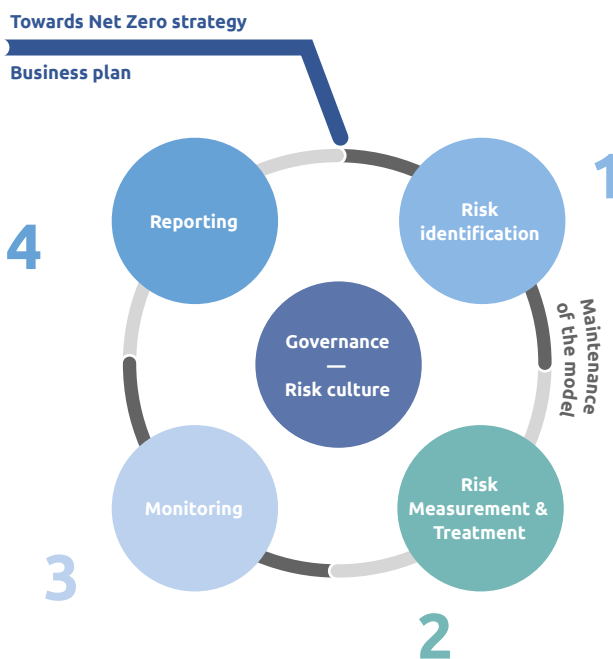 Towards Net Zero strategy
Business plan
1
Risk
identification
Reporting
4
Maintenance
of the model
Governance
—
Risk culture
Risk
Measurement &
Treatment
2
Monitoring
3